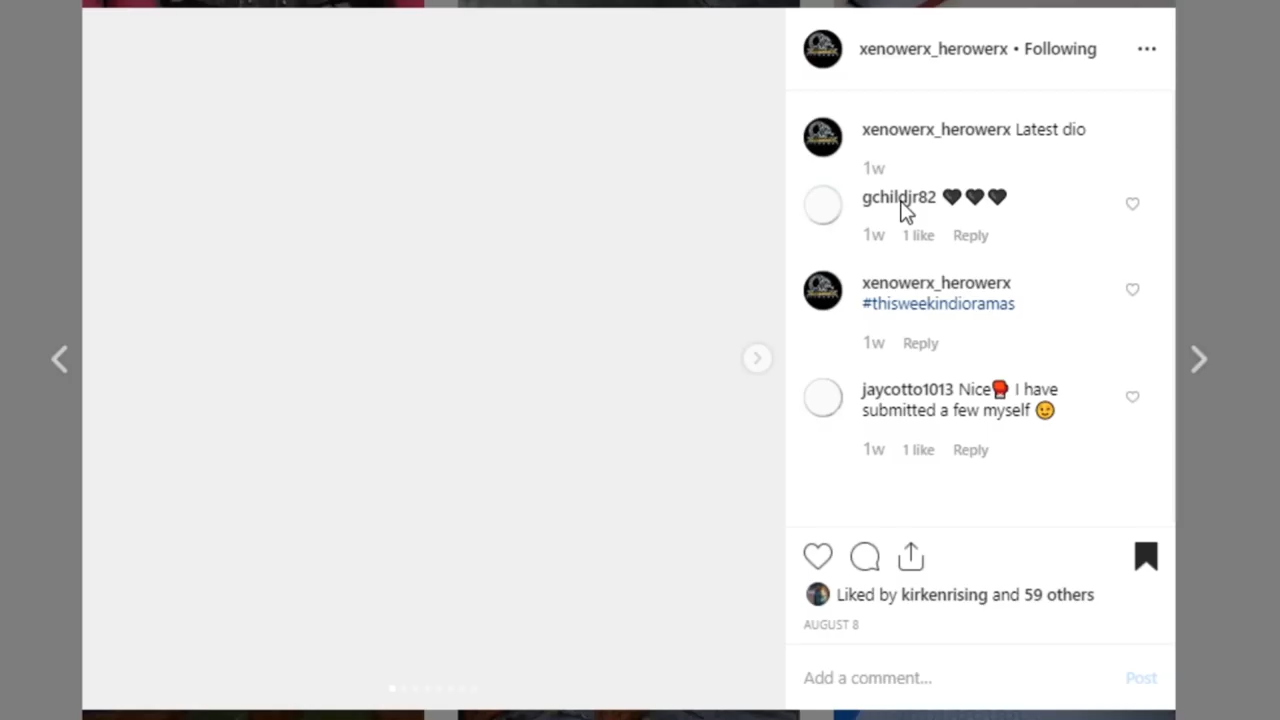 xenowerx_herowerx • Following
xenowerx_herowerx Latest dio
1w
gchildjr82 🖤🖤🖤
1w 1 like Reply
xenowerx_herowerx
#thisweekindioramas
1w Reply
jaycotto1013 Nice🥊 I have
submitted a few myself 😉
1w 1 like Reply
Liked by kirkenrising and 59 others
AUGUST 8
Add a comment... Post